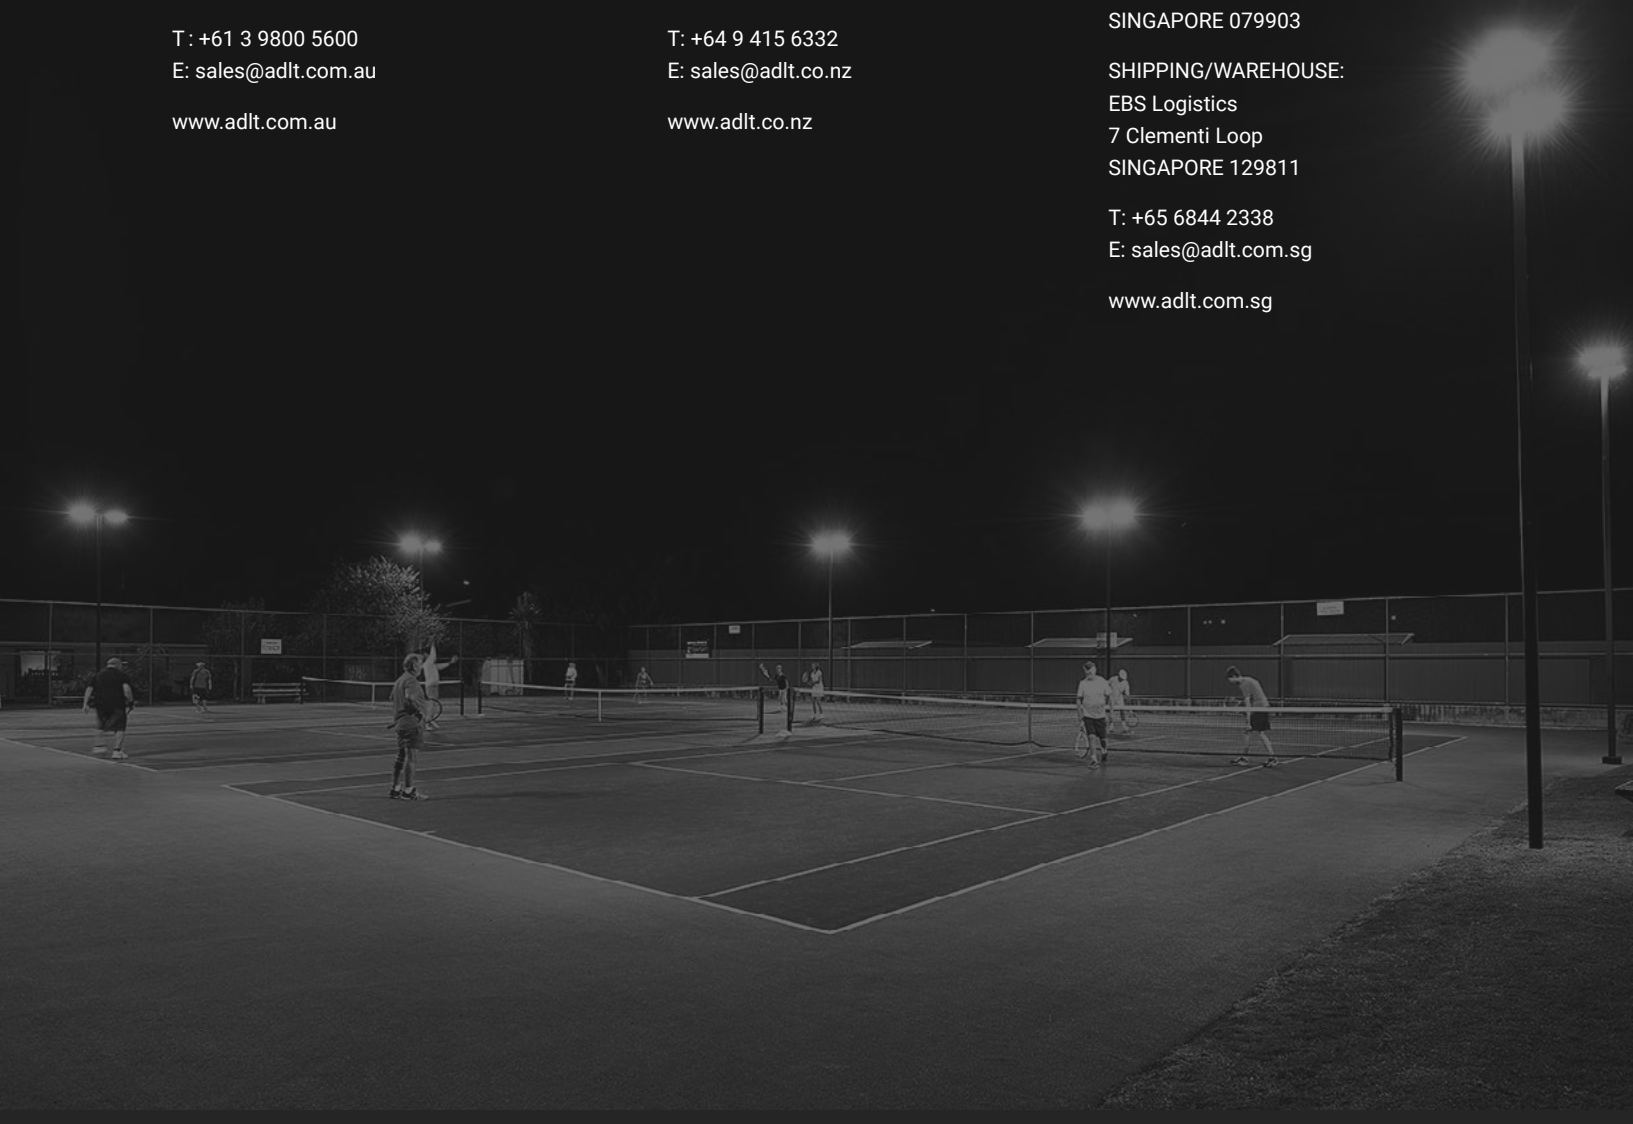 T : +61 3 9800 5600
E: sales@adlt.com.au
www.adlt.com.au
T: +64 9 415 6332
E: sales@adlt.co.nz
www.adlt.co.nz
SINGAPORE 079903
SHIPPING/WAREHOUSE:
EBS Logistics
7 Clementi Loop
SINGAPORE 129811
T: +65 6844 2338
E: sales@adlt.com.sg
www.adlt.com.sg